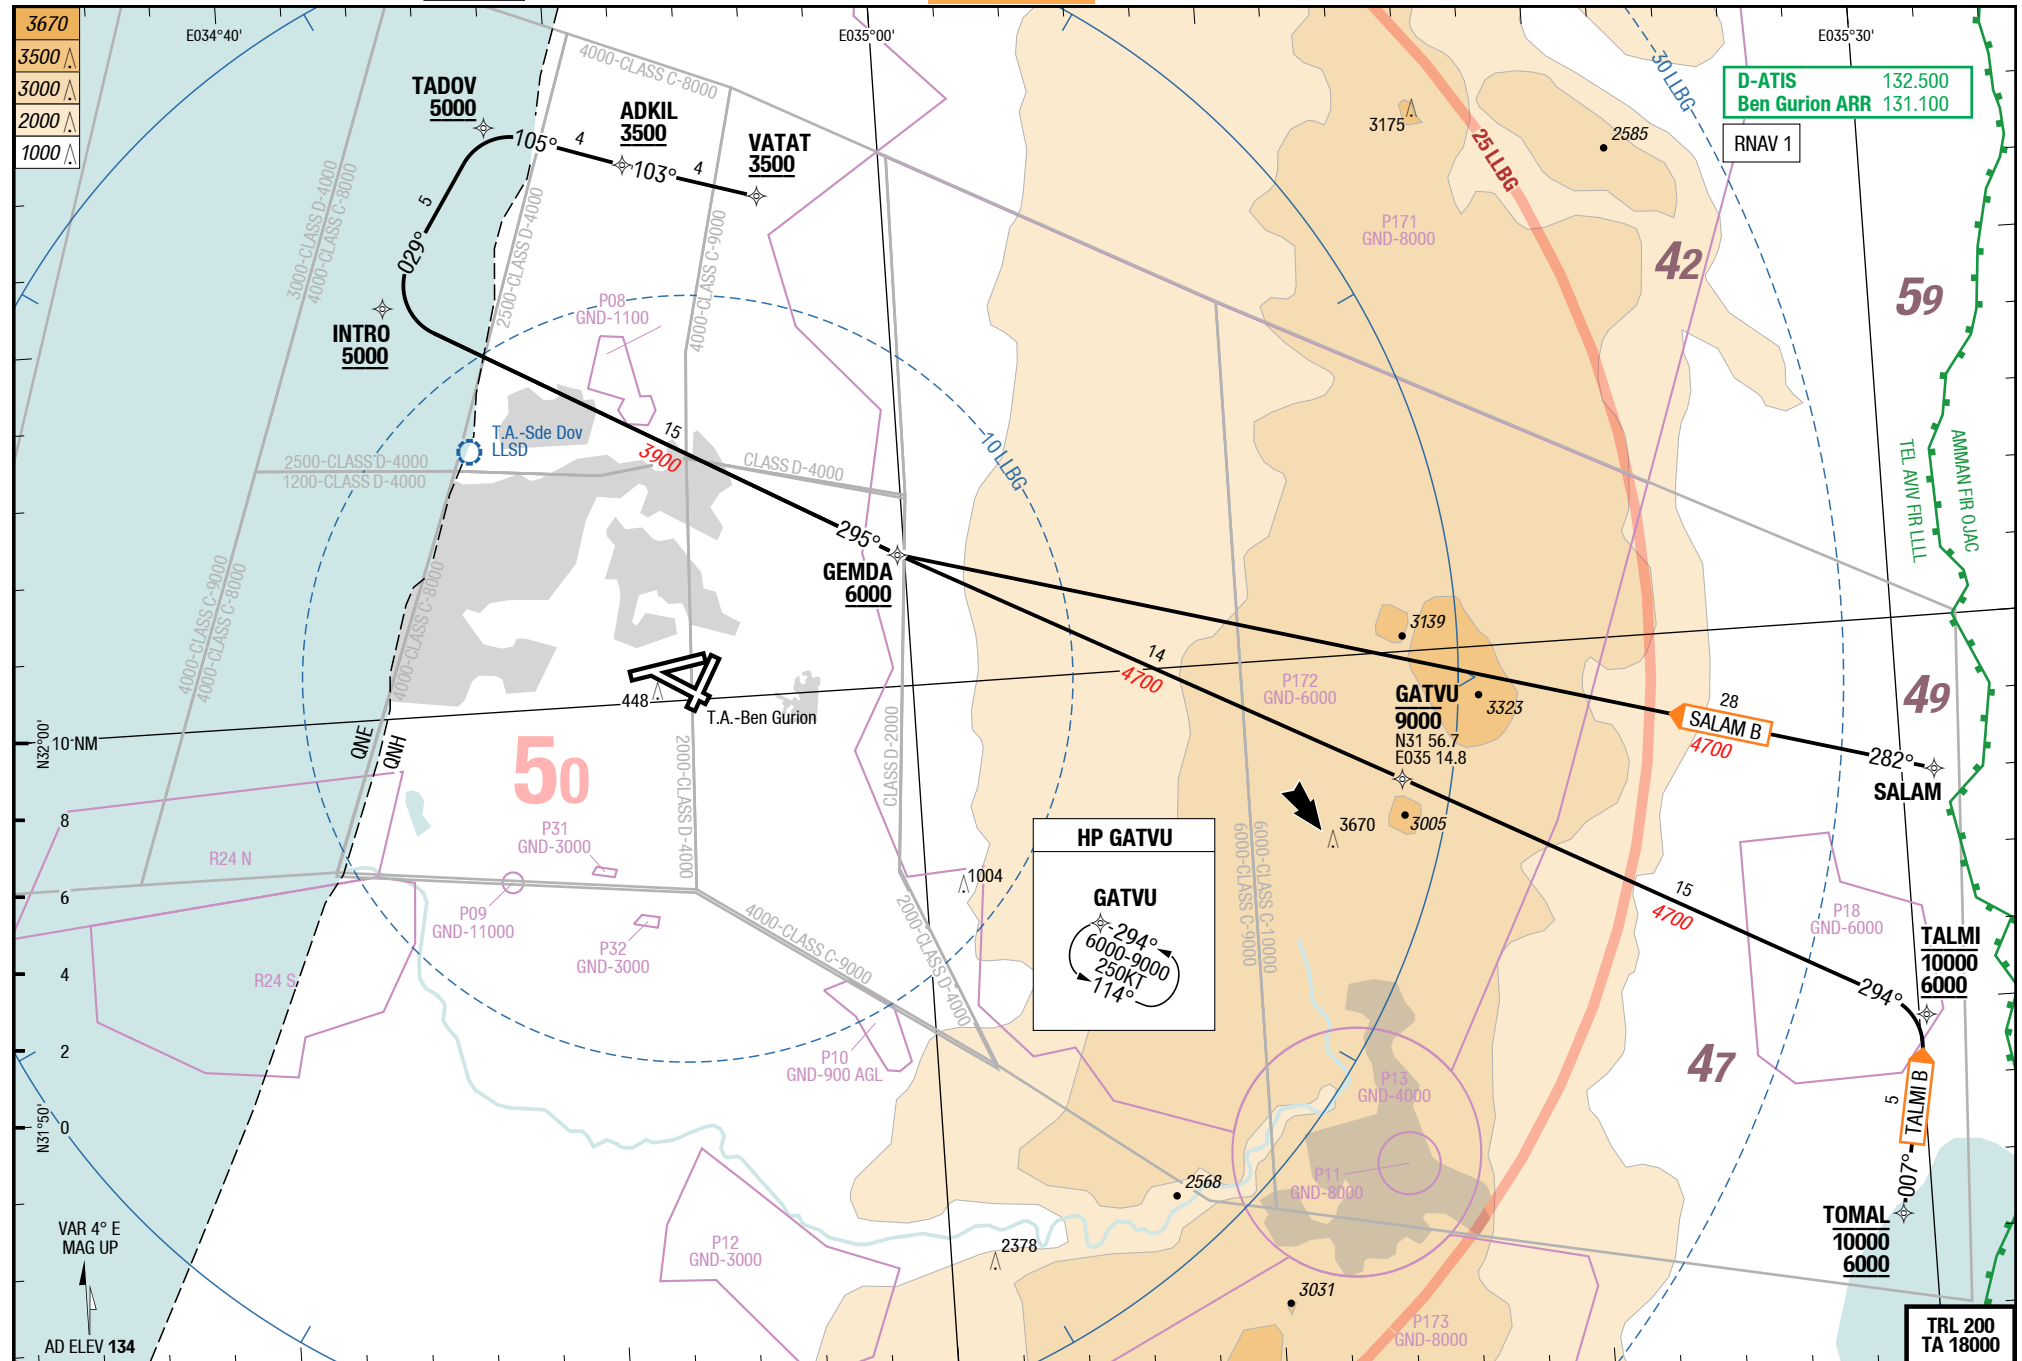 3670
3500
3000
2000
1000
E034°40'
E035°00'
E035°30'
D-ATIS 132.500
Ben Gurion ARR 131.100
RNAV 1
TADOV
5000
105°
4
ADKIL
3500
103°
4
VATAT
3500
5
029°
INTRO
5000
4000-CLASS C-8000
3000-CLASS D-4000
4000-CLASS C-8000
2500-CLASS D-4000
4000-CLASS C-9000
P08
GND-1100
T.A.-Sde Dov
LLSD
2500-CLASS D-4000
1200-CLASS D-4000
CLASS D-4000
15
3900
295°
GEMDA
6000
10 LLBG
25 LLBG
30 LLBG
3175
2585
P171
GND-8000
42
59
AMMAN FIR OJAC
TEL AVIV FIR LLLL
4000-CLASS C-9000
4000-CLASS C-8000
4000-CLASS C-8000
448
T.A.-Ben Gurion
14
4700
3139
3323
P172
GND-6000
GATVU
9000
N31 56.7
E035 14.8
28
SALAM B
4700
282°
SALAM
49
N32°00'
10 NM
QNE
QNH
50
2000-CLASS D-4000
CLASS D-2000
8
6
4
2
0
P31
GND-3000
R24 N
P09
GND-11000
P32
GND-3000
R24 S
4000-CLASS C-9000
2000-CLASS D-4000
1004
P10
GND-900 AGL
HP GATVU
GATVU
294°
6000-9000
250KT
114°
3670
3005
6000-CLASS C-10000
6000-CLASS C-9000
15
4700
P18
GND-6000
TALMI
10000
6000
294°
47
TALMI B
5
007°
TOMAL
10000
6000
P13
GND-4000
P11
GND-8000
N31°50'
2568
2378
3031
P12
GND-3000
P173
GND-8000
VAR 4° E
MAG UP
AD ELEV 134
TRL 200
TA 18000